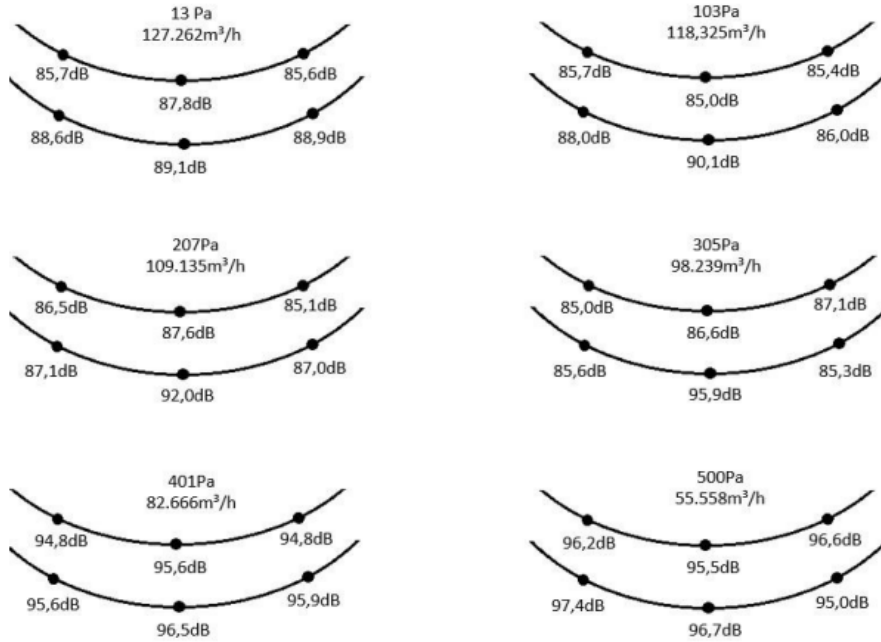 13 Pa
127.262m³/h
85,7dB
85,6dB
87,8dB
88,6dB
88,9dB
89,1dB
103Pa
118,325m³/h
85,7dB
85,4dB
85,0dB
88,0dB
86,0dB
90,1dB
207Pa
109.135m³/h
86,5dB
85,1dB
87,6dB
87,1dB
87,0dB
92,0dB
305Pa
98.239m³/h
85,0dB
87,1dB
86,6dB
85,6dB
85,3dB
95,9dB
401Pa
82.666m³/h
94,8dB
94,8dB
95,6dB
95,6dB
95,9dB
96,5dB
500Pa
55.558m³/h
96,2dB
96,6dB
95,5dB
97,4dB
95,0dB
96,7dB